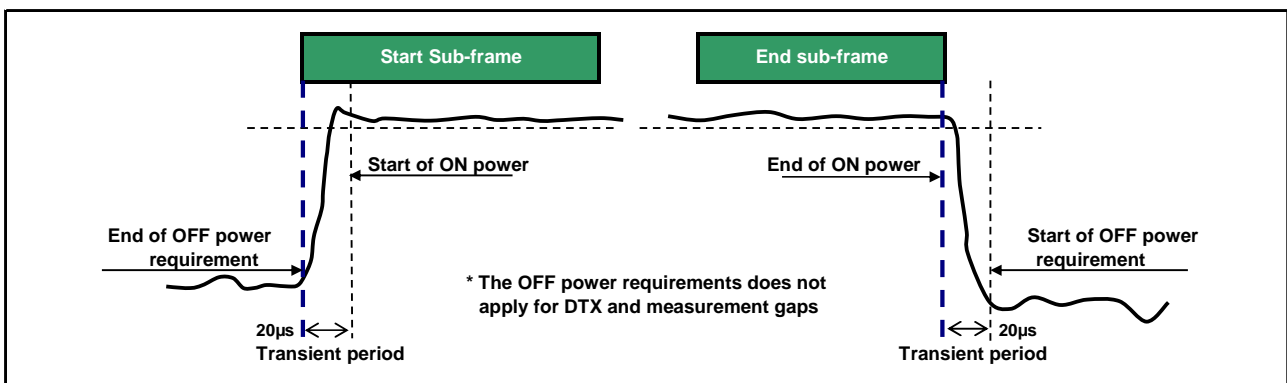 Start Sub-frame
End sub-frame
Start of ON power
End of ON power
End of OFF power
requirement
Start of OFF power
requirement
* The OFF power requirements does not
apply for DTX and measurement gaps
20µs
Transient period
20µs
Transient period